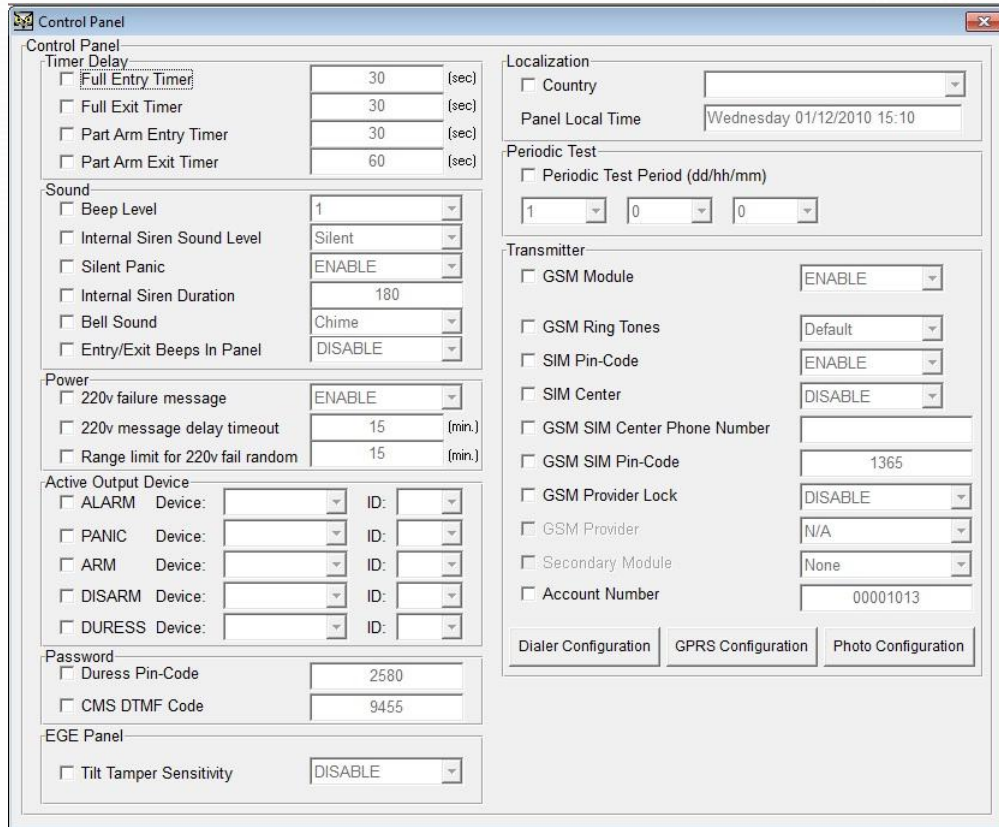 Control Panel
Control Panel
Timer Delay
Full Entry Timer 30 (sec)
Full Exit Timer 30 (sec)
Part Arm Entry Timer 30 (sec)
Part Arm Exit Timer 60 (sec)
Sound
Beep Level 1
Internal Siren Sound Level Silent
Silent Panic ENABLE
Internal Siren Duration 180
Bell Sound Chime
Entry/Exit Beeps In Panel DISABLE
Power
220v failure message ENABLE
220v message delay timeout 15 (min.)
Range limit for 220v fail random 15 (min.)
Active Output Device
ALARM Device: ID:
PANIC Device: ID:
ARM Device: ID:
DISARM Device: ID:
DURESS Device: ID:
Password
Duress Pin-Code 2580
CMS DTMF Code 9455
EGE Panel
Tilt Tamper Sensitivity DISABLE
Localization
Country
Panel Local Time Wednesday 01/12/2010 15:10
Periodic Test
Periodic Test Period (dd/hh/mm)
1 0 0
Transmitter
GSM Module ENABLE
GSM Ring Tones Default
SIM Pin-Code ENABLE
SIM Center DISABLE
GSM SIM Center Phone Number
GSM SIM Pin-Code 1365
GSM Provider Lock DISABLE
GSM Provider N/A
Secondary Module None
Account Number 00001013
Dialer Configuration GPRS Configuration Photo Configuration